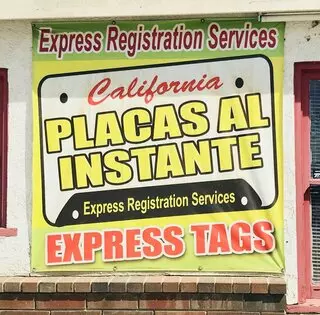 Express Registration Services
California
PLACAS AL
INSTANTE
Express Registration Services
EXPRESS TAGS